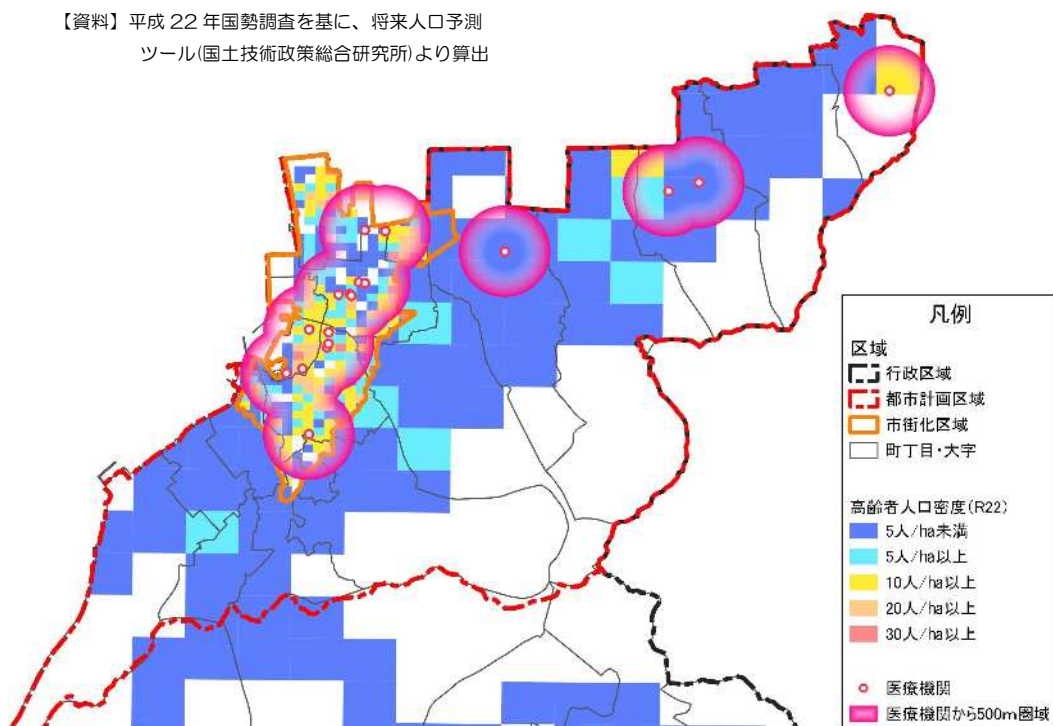 【資料】平成 22 年国勢調査を基に、将来人口予測
ツール(国土技術政策総合研究所)より算出
凡例
区域
行政区域
都市計画区域
市街化区域
町丁目・大字
高齢者人口密度(R22)
5人/ha未満
5人/ha以上
10人/ha以上
20人/ha以上
30人/ha以上
医療機関
医療機関から500m圏域